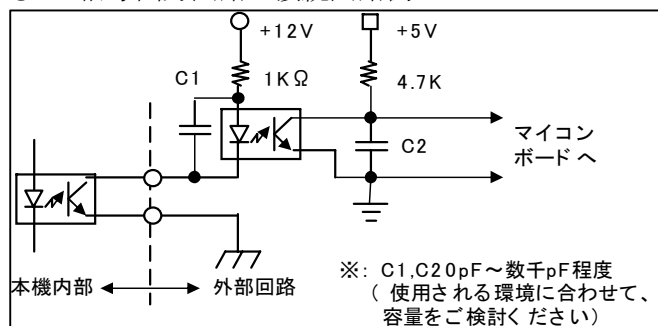 +12V
+5V
C1
1KΩ
4.7K
C2
マイコン
ボードへ
本機内部
外部回路
※: C1,C20pF～数千pF程度
( 使用される環境に合わせて、
容量をご検討ください)